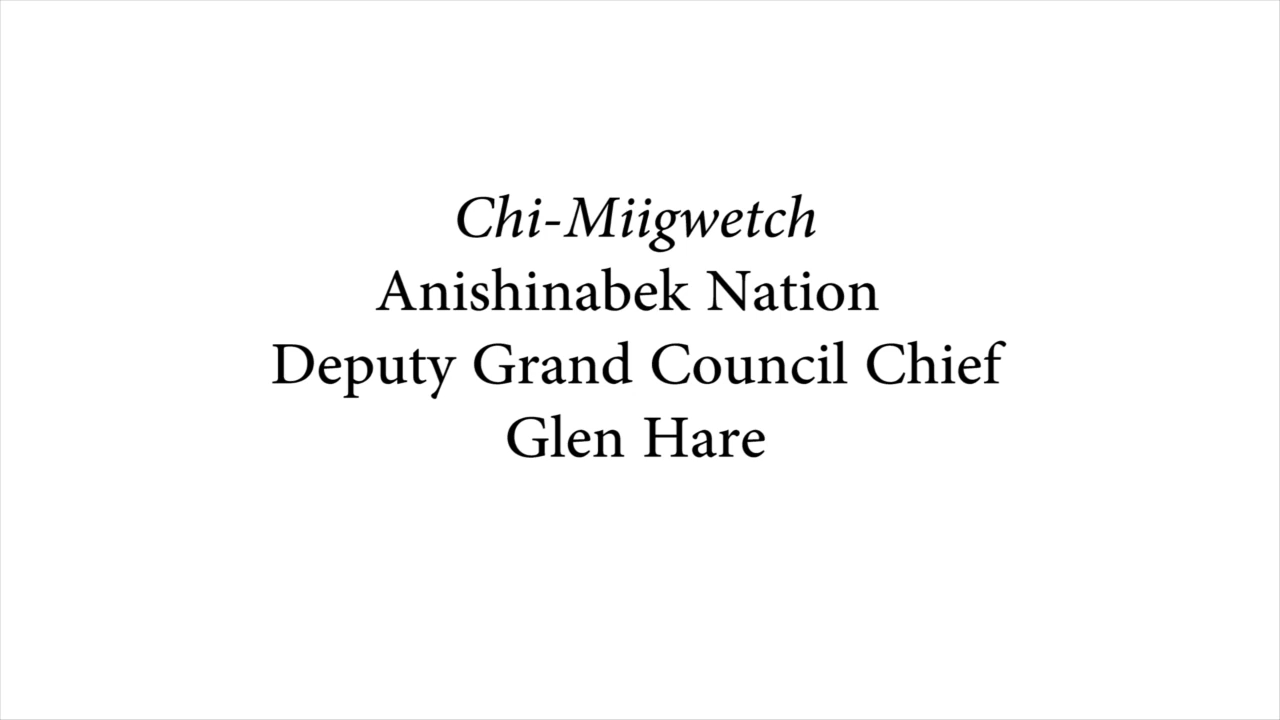 Chi-Miigwetch
Anishinabek Nation
Deputy Grand Council Chief
Glen Hare